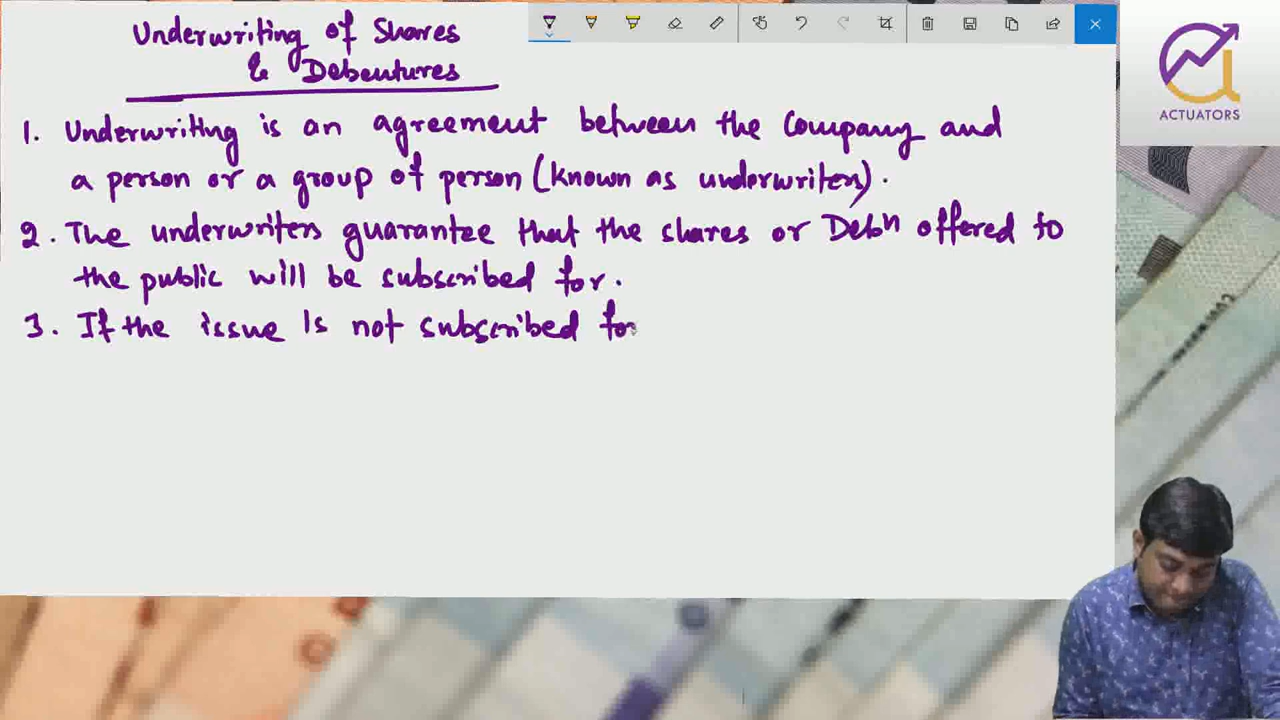 Underwriting of Shares
& Debentures
1. Underwriting is an agreement between the Company and
a person or a group of person (known as underwriters).
2. The underwriters guarantee that the shares or Debn offered to
the public will be subscribed for.
3. If the issue is not subscribed for
ACTUATORS